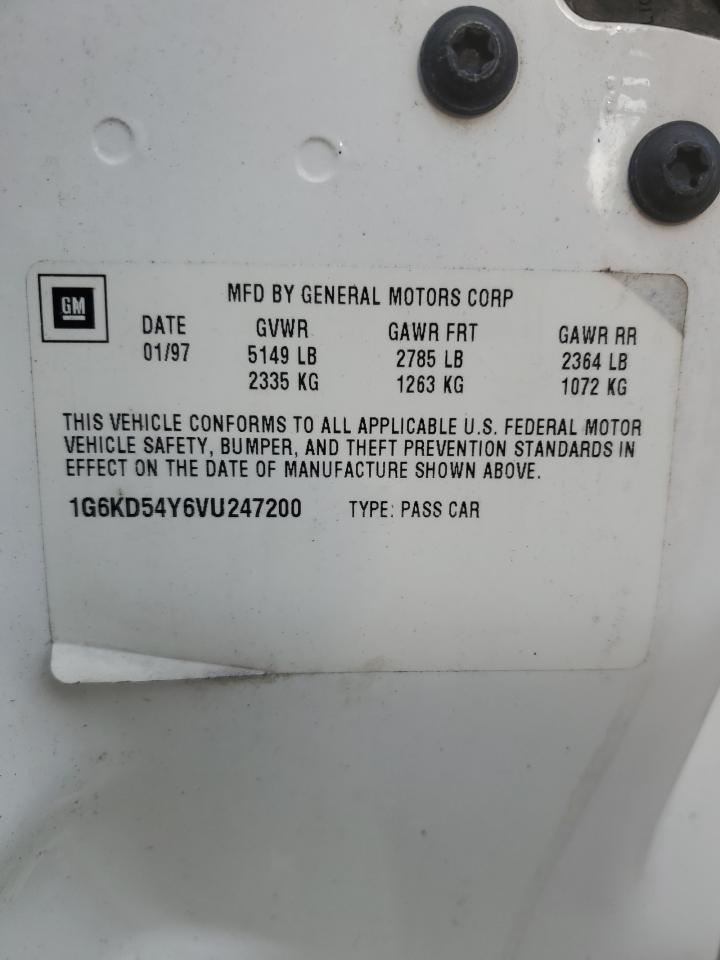 GM
MFD BY GENERAL MOTORS CORP
DATE GVWR GAWR FRT GAWR RR
01/97 5149 LB 2785 LB 2364 LB
2335 KG 1263 KG 1072 KG
THIS VEHICLE CONFORMS TO ALL APPLICABLE U.S. FEDERAL MOTOR
VEHICLE SAFETY, BUMPER, AND THEFT PREVENTION STANDARDS IN
EFFECT ON THE DATE OF MANUFACTURE SHOWN ABOVE.
1G6KD54Y6VU247200 TYPE: PASS CAR